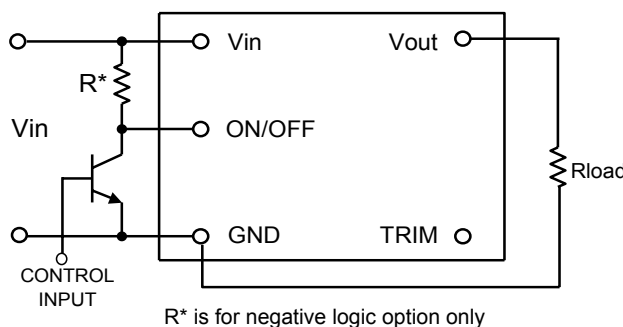 Vin
Vout
R*
Vin
ON/OFF
Rload
GND
TRIM
CONTROL
INPUT
R* is for negative logic option only